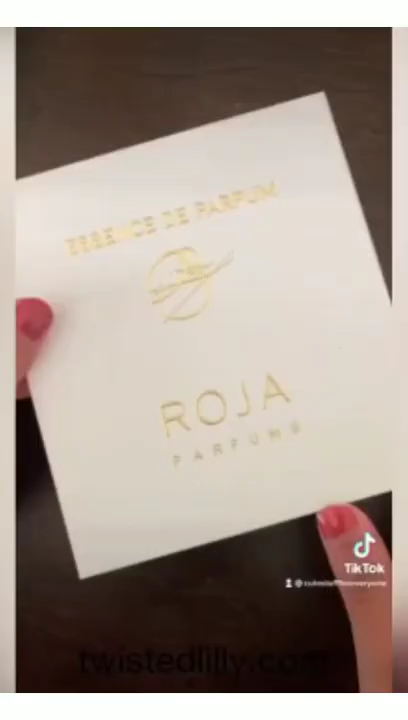 ESSENCE DE PARFUM
ROJA
PARFUMS
TikTok
twistedlilly.com